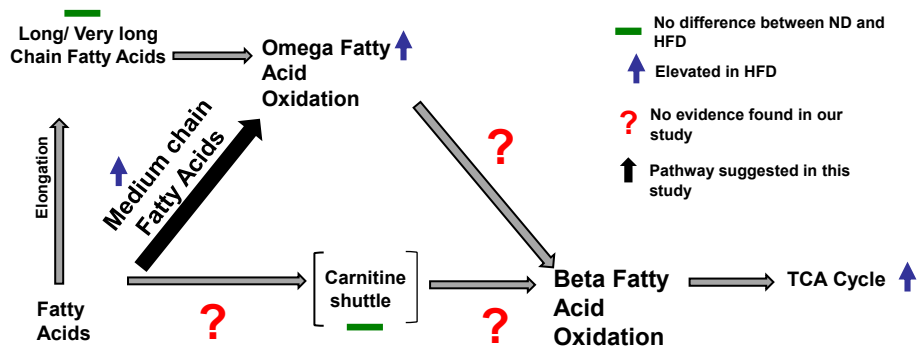 Long/ Very long
Chain Fatty Acids
Omega Fatty
Acid
Oxidation
No difference between ND and
HFD
Elevated in HFD
?
No evidence found in our
study
Pathway suggested in this
study
Elongation
Medium chain
Fatty Acids
?
Fatty
Acids
?
Carnitine
shuttle
?
Beta Fatty
Acid
Oxidation
TCA Cycle